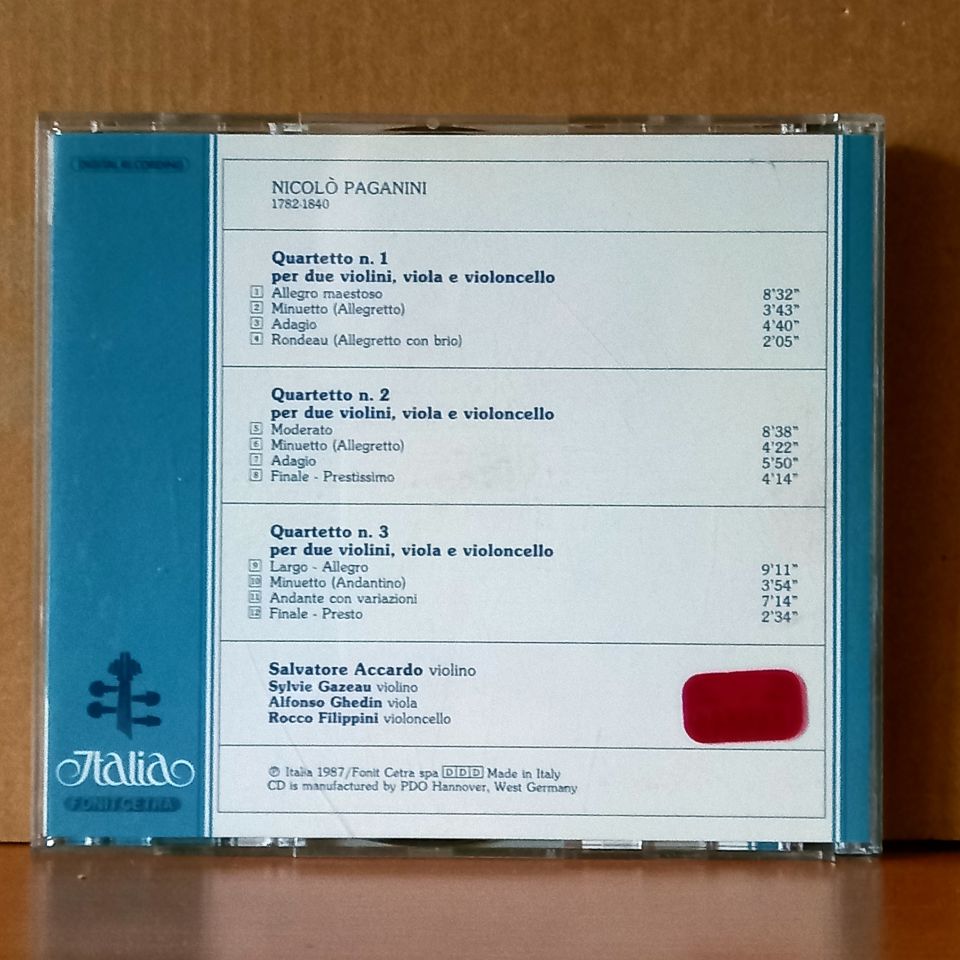 DIGITAL RECORDING
NICOLÒ PAGANINI
1782-1840
Quartetto n. 1
per due violini, viola e violoncello
1 Allegro maestoso 8'32"
2 Minuetto (Allegretto) 3'43"
3 Adagio 4'40"
4 Rondeau (Allegretto con brio) 2'05"
Quartetto n. 2
per due violini, viola e violoncello
5 Moderato 8'38"
6 Minuetto (Allegretto) 4'22"
7 Adagio 5'50"
8 Finale - Prestissimo 4'14"
Quartetto n. 3
per due violini, viola e violoncello
9 Largo - Allegro 9'11"
10 Minuetto (Andantino) 3'54"
11 Andante con variazioni 7'14"
12 Finale - Presto 2'34"
Salvatore Accardo violino
Sylvie Gazeau violino
Alfonso Ghedin viola
Rocco Filippini violoncello
℗ Italia 1987/Fonit Cetra spa DDD Made in Italy
CD is manufactured by PDO Hannover, West Germany
Italia
FONIT CETRA